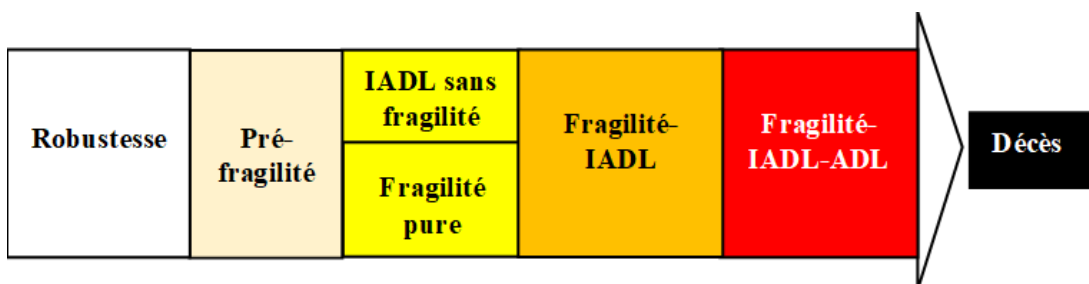 Robustesse
Pré-
fragilité
IADL sans
fragilité
Fragilité
pure
Fragilité-
IADL
Fragilité-
IADL-ADL
Décès